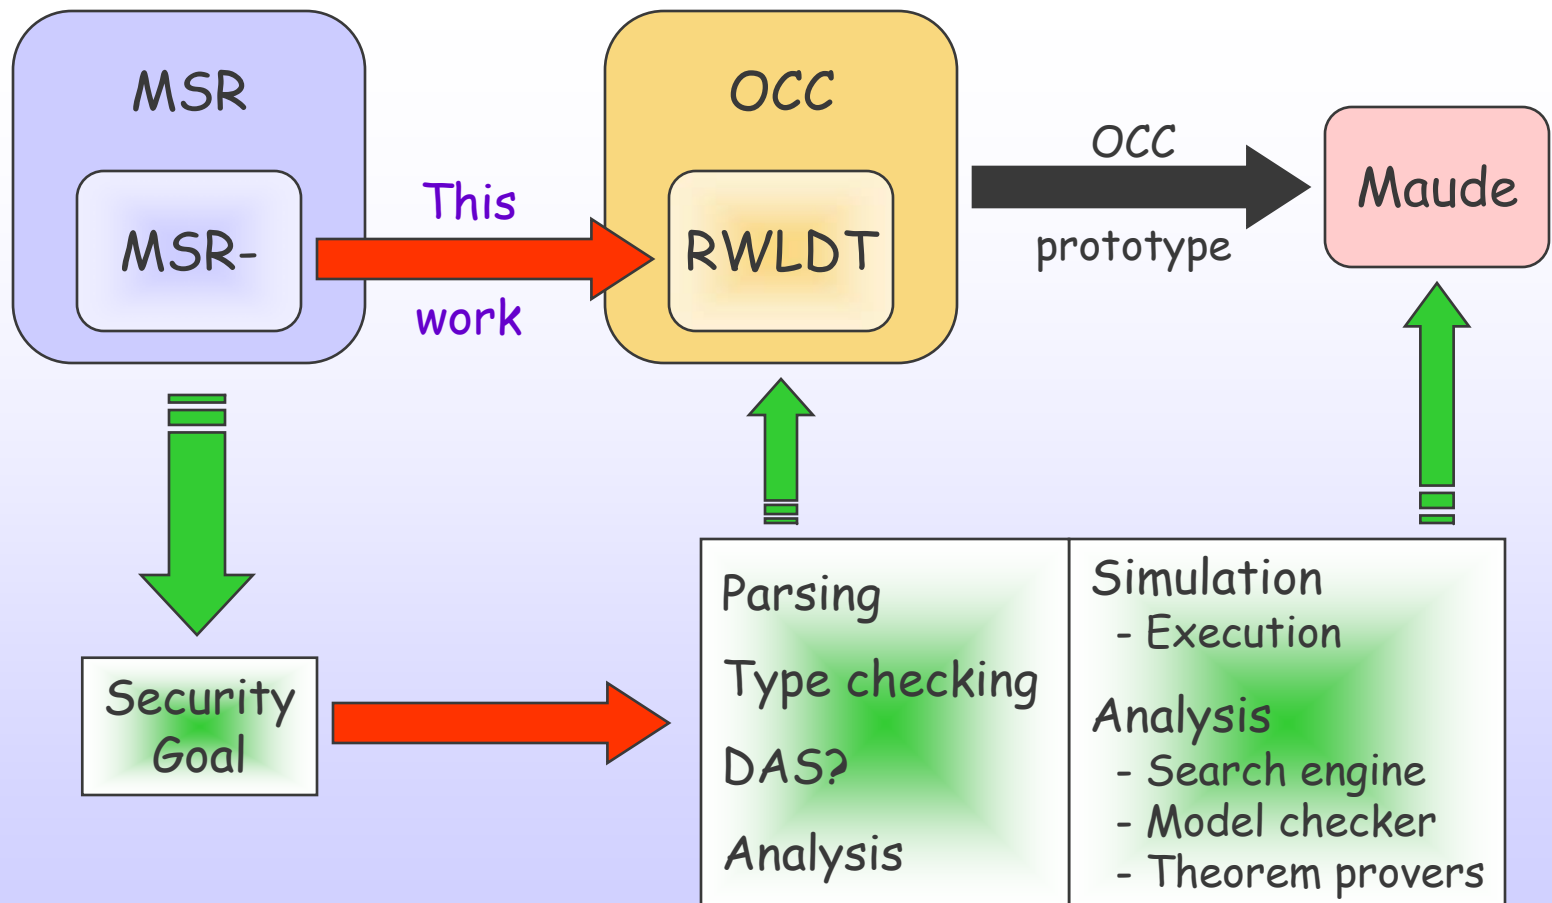 MSR
MSR-
This
work
OCC
RWLDT
OCC
prototype
Maude
Security
Goal
Parsing
Type checking
DAS?
Analysis
Simulation
- Execution
Analysis
- Search engine
- Model checker
- Theorem provers